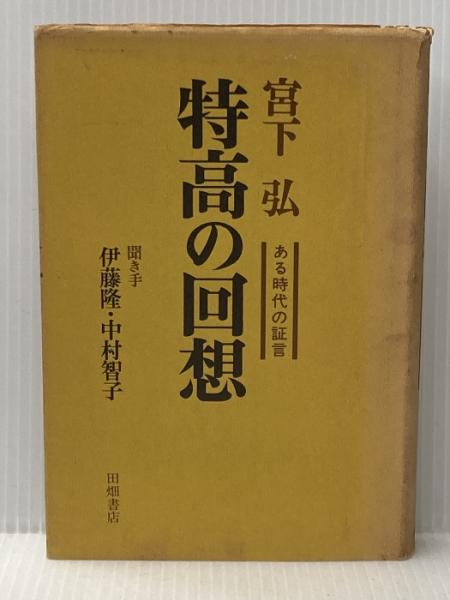 宮下 弘
ある時代の証言
特高の回想
聞き手
伊藤隆・中村智子
田畑書店